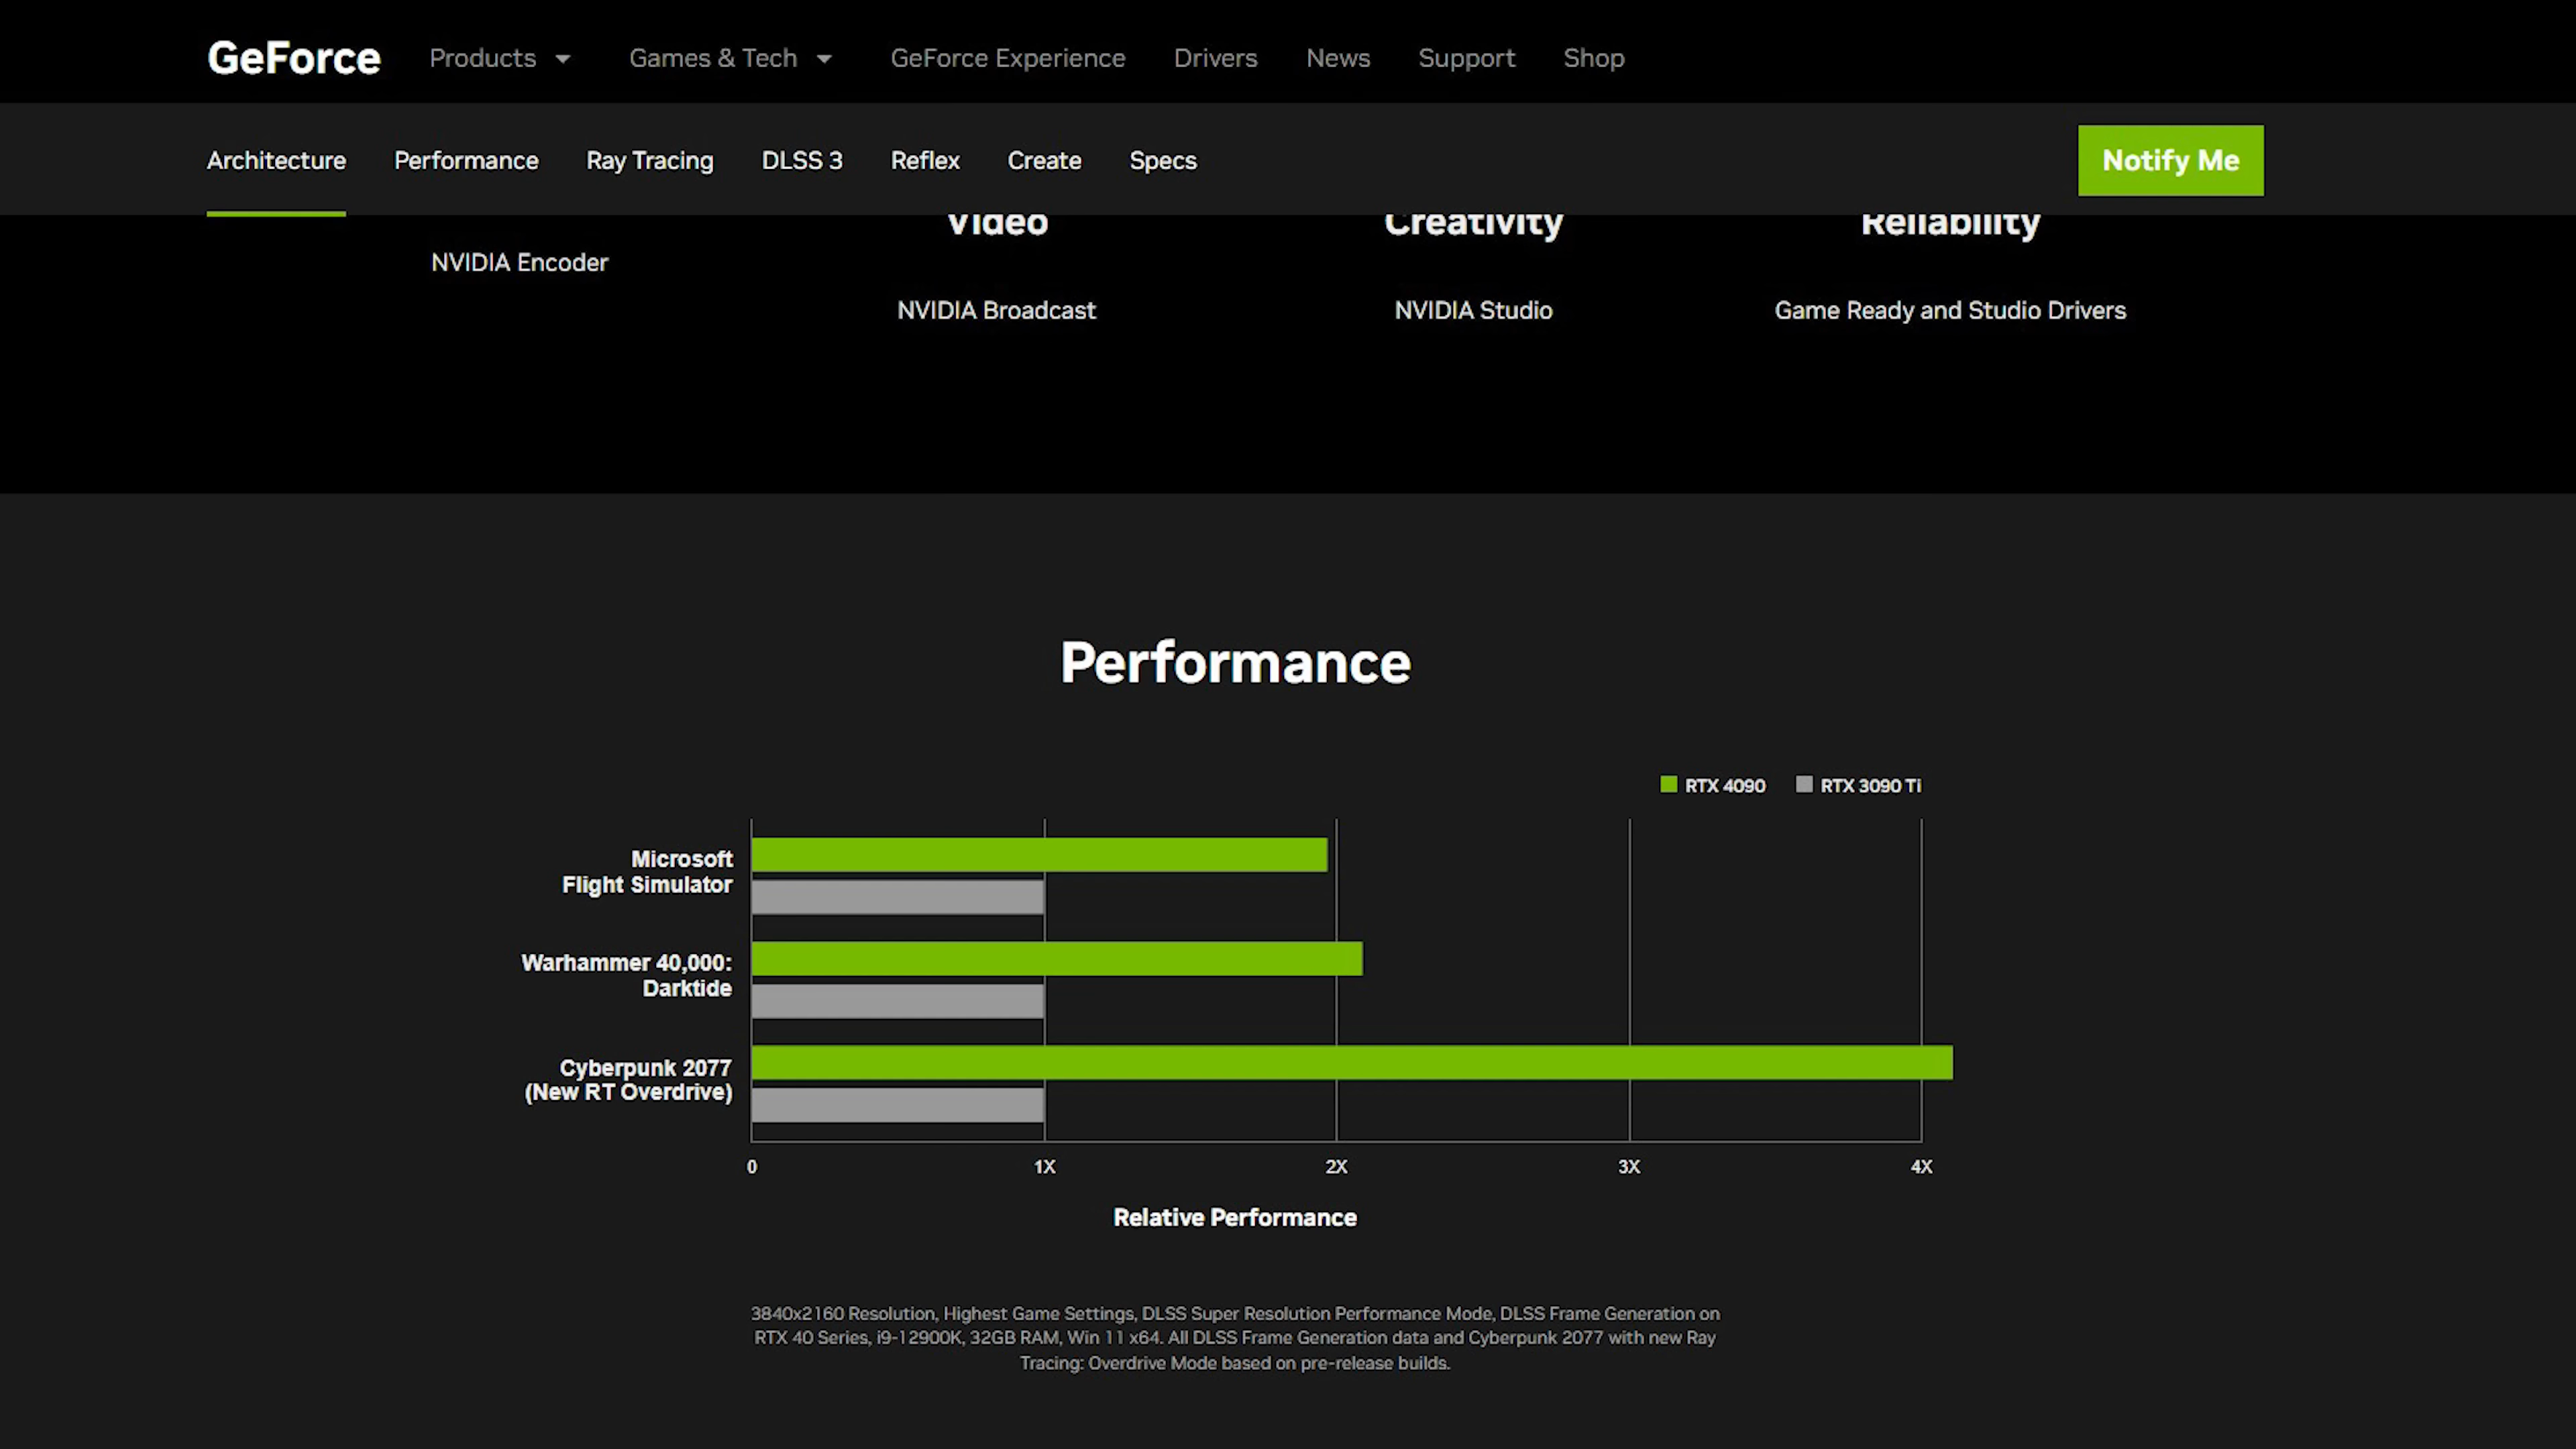 GeForce Products Games & Tech GeForce Experience Drivers News Support Shop
Architecture Performance Ray Tracing DLSS 3 Reflex Create Specs Notify Me
Video Creativity Reliability
NVIDIA Encoder
NVIDIA Broadcast NVIDIA Studio Game Ready and Studio Drivers
Performance
RTX 4090 RTX 3090 Ti
Microsoft
Flight Simulator
Warhammer 40,000:
Darktide
Cyberpunk 2077
(New RT Overdrive)
0 1X 2X 3X 4X
Relative Performance
3840x2160 Resolution, Highest Game Settings, DLSS Super Resolution Performance Mode, DLSS Frame Generation on
RTX 40 Series, i9-12900K, 32GB RAM, Win 11 x64. All DLSS Frame Generation data and Cyberpunk 2077 with new Ray
Tracing: Overdrive Mode based on pre-release builds.